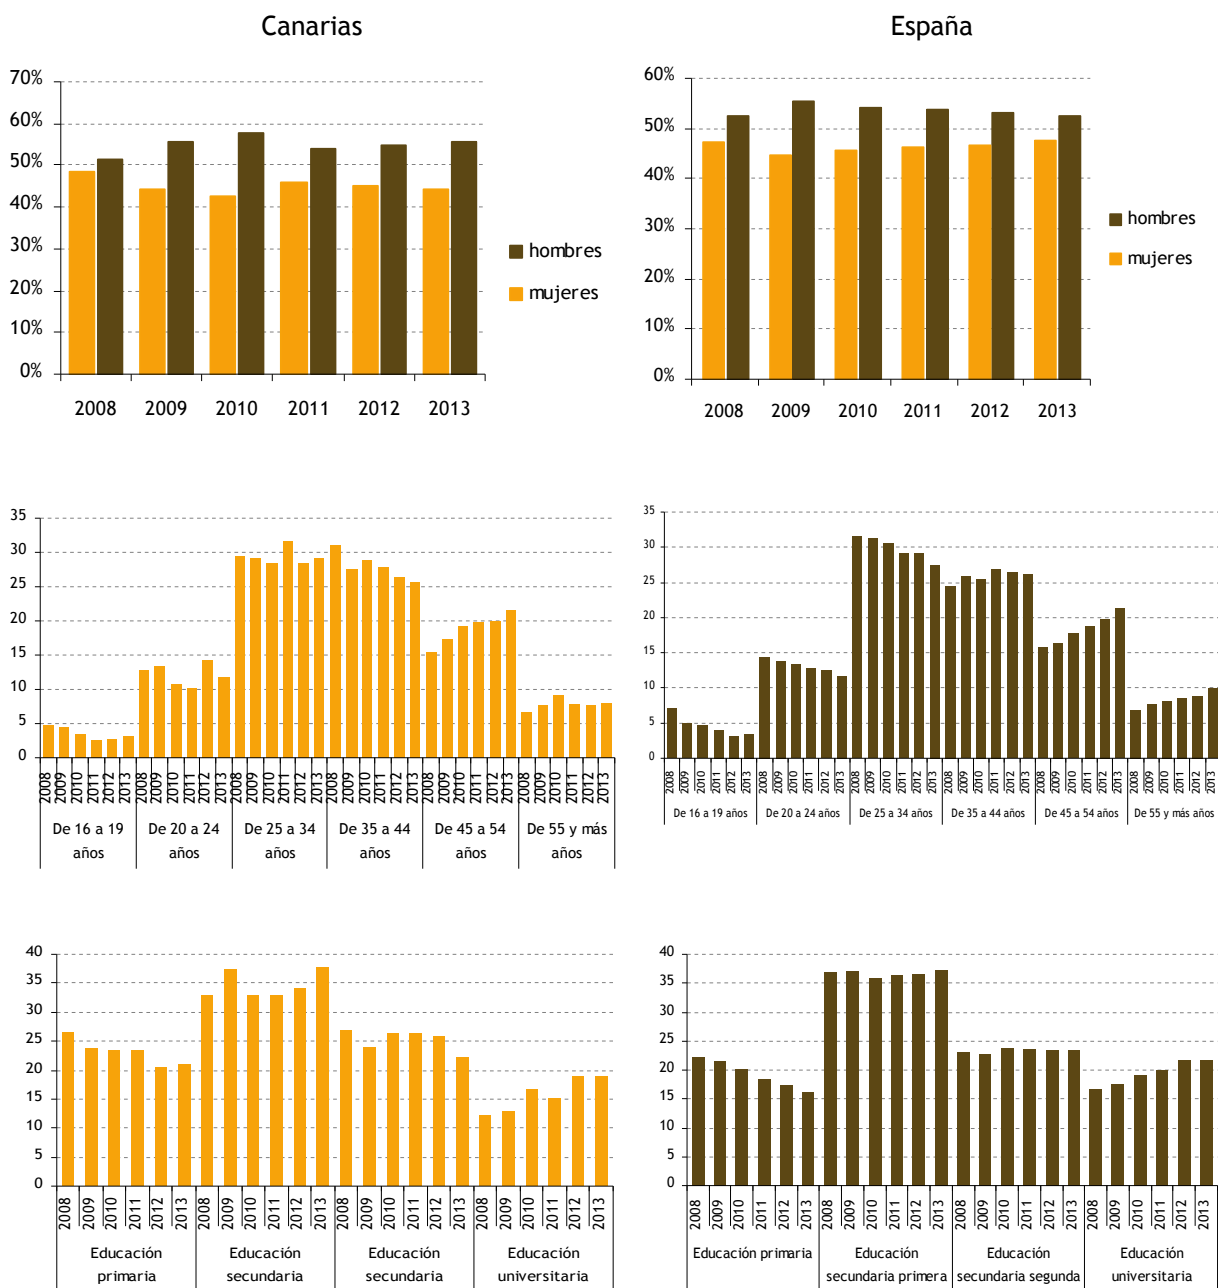 Canarias
España
70%
60%
50%
40%
30%
20%
10%
0%
2008 2009 2010 2011 2012 2013
hombres
mujeres
60%
50%
40%
30%
20%
10%
0%
2008 2009 2010 2011 2012 2013
hombres
mujeres
35
30
25
20
15
10
5
0
2008 2009 2010 2011 2012 2013 2008 2009 2010 2011 2012 2013 2008 2009 2010 2011 2012 2013 2008 2009 2010 2011 2012 2013 2008 2009 2010 2011 2012 2013 2008 2009 2010 2011 2012 2013
De 16 a 19 De 20 a 24 De 25 a 34 De 35 a 44 De 45 a 54 De 55 y más
años años años años años años
35
30
25
20
15
10
5
0
2008 2009 2010 2011 2012 2013 2008 2009 2010 2011 2012 2013 2008 2009 2010 2011 2012 2013 2008 2009 2010 2011 2012 2013 2008 2009 2010 2011 2012 2013 2008 2009 2010 2011 2012 2013
De 16 a 19 años De 20 a 24 años De 25 a 34 años De 35 a 44 años De 45 a 54 años De 55 y más años
40
35
30
25
20
15
10
5
0
2008 2009 2010 2011 2012 2013 2008 2009 2010 2011 2012 2013 2008 2009 2010 2011 2012 2013 2008 2009 2010 2011 2012 2013
Educación Educación Educación Educación
primaria secundaria secundaria universitaria
40
35
30
25
20
15
10
5
0
2008 2009 2010 2011 2012 2013 2008 2009 2010 2011 2012 2013 2008 2009 2010 2011 2012 2013 2008 2009 2010 2011 2012 2013
Educación primaria Educación Educación Educación
secundaria primera secundaria segunda universitaria